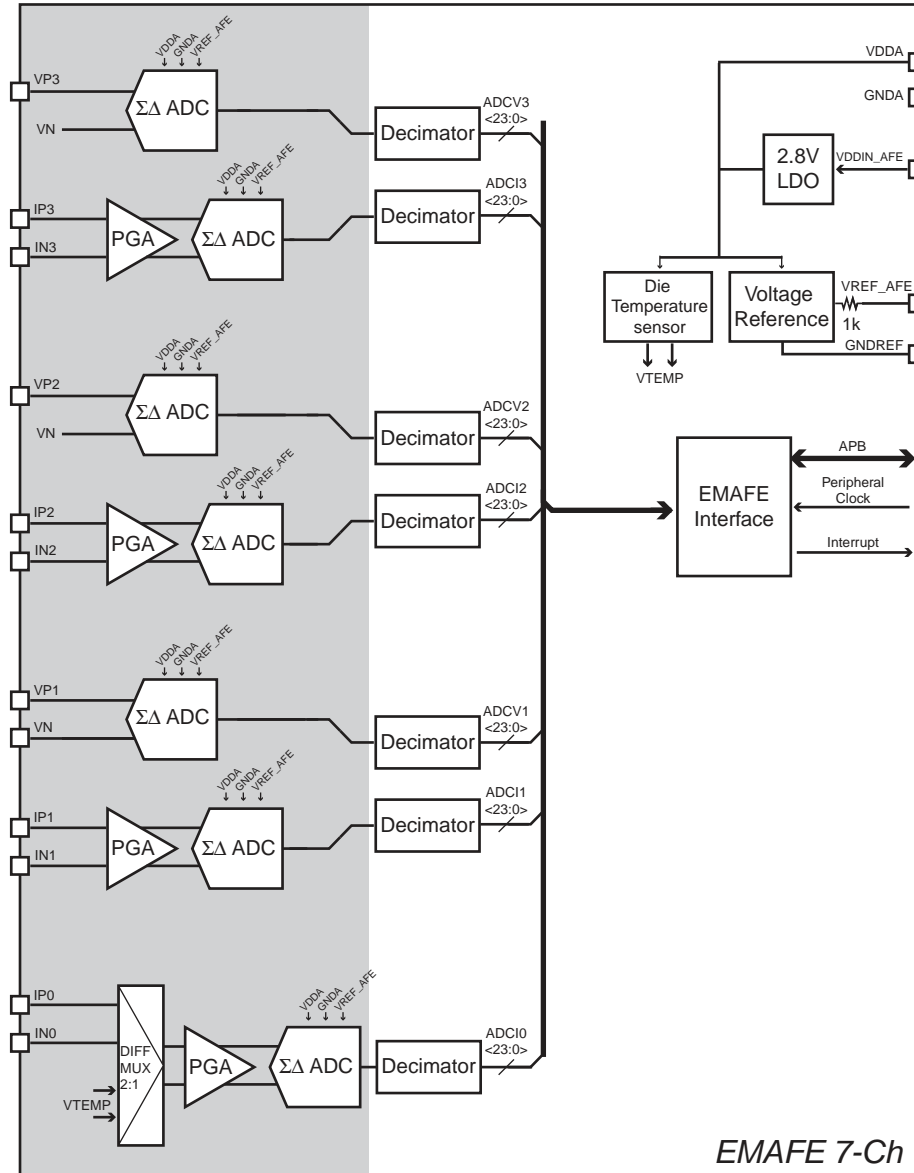 VDDA
GNDA
VREF_AFE
VP3
ΣΔ ADC
VN
Decimator
ADCV3
<23:0>
VDDA
GNDA
VREF_AFE
IP3
IN3
PGA
ΣΔ ADC
Decimator
ADCI3
<23:0>
VDDA
GNDA
2.8V
LDO
VDDIN_AFE
Die
Temperature
sensor
VTEMP
Voltage
Reference
VREF_AFE
1k
GNDREF
VDDA
GNDA
VREF_AFE
VP2
ΣΔ ADC
VN
Decimator
ADCV2
<23:0>
VDDA
GNDA
VREF_AFE
IP2
IN2
PGA
ΣΔ ADC
Decimator
ADCI2
<23:0>
EMAFE
Interface
APB
Peripheral
Clock
Interrupt
VDDA
GNDA
VREF_AFE
VP1
ΣΔ ADC
VN
Decimator
ADCV1
<23:0>
VDDA
GNDA
VREF_AFE
IP1
IN1
PGA
ΣΔ ADC
Decimator
ADCI1
<23:0>
VDDA
GNDA
VREF_AFE
IP0
IN0
DIFF
MUX
2:1
VTEMP
PGA
ΣΔ ADC
Decimator
ADCI0
<23:0>
EMAFE 7-Ch